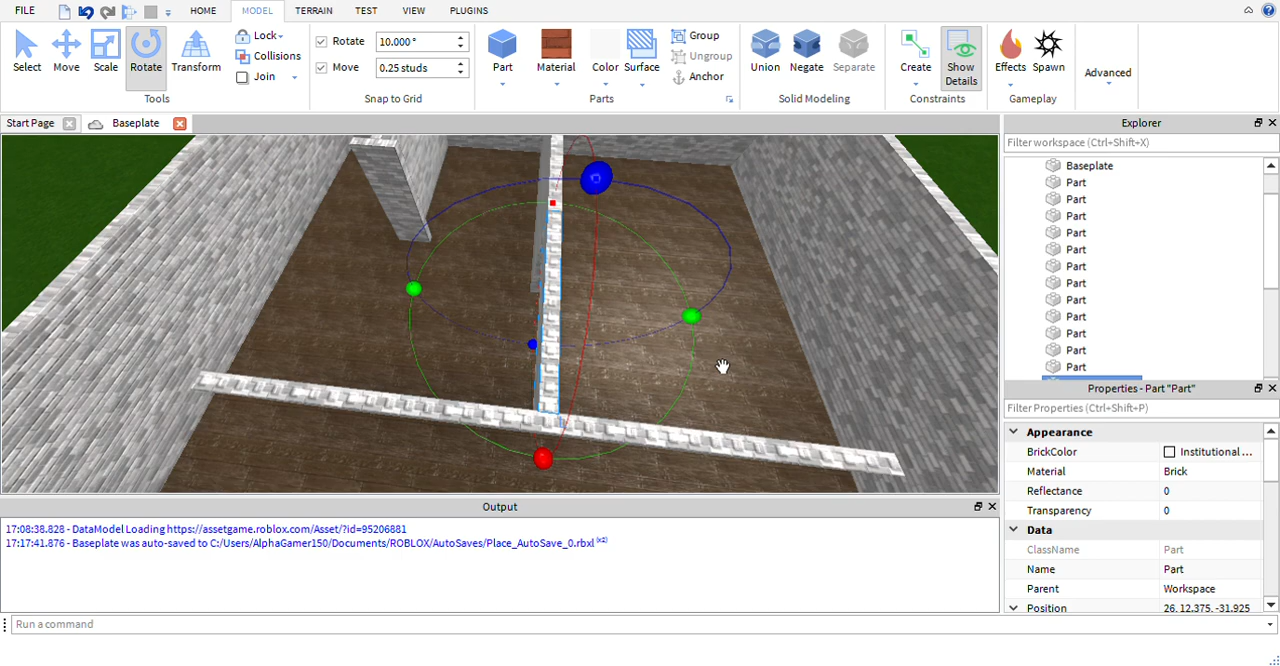 FILE HOME MODEL TERRAIN TEST VIEW PLUGINS
Select Move Scale Rotate Transform
Lock
Collisions
Join
Tools
Rotate 10.000 °
Move 0.25 studs
Snap to Grid
Part Material Color Surface
Group
Ungroup
Anchor
Parts
Union Negate Separate
Solid Modeling
Create Show Details
Constraints
Effects Spawn
Gameplay
Advanced
Start Page Baseplate
Explorer
Filter workspace (Ctrl+Shift+X)
Baseplate
Part
Part
Part
Part
Part
Part
Part
Part
Part
Part
Part
Part
Properties - Part "Part"
Filter Properties (Ctrl+Shift+P)
Appearance
BrickColor Institutional ...
Material Brick
Reflectance 0
Transparency 0
Data
ClassName Part
Name Part
Parent Workspace
Position 26, 12.375, -31.925
Output
17:08:38.828 - DataModel Loading https://assetgame.roblox.com/Asset/?id=95206881
17:17:41.876 - Baseplate was auto-saved to C:/Users/AlphaGamer150/Documents/ROBLOX/AutoSaves/Place_AutoSave_0.rbxl (x2)
Run a command